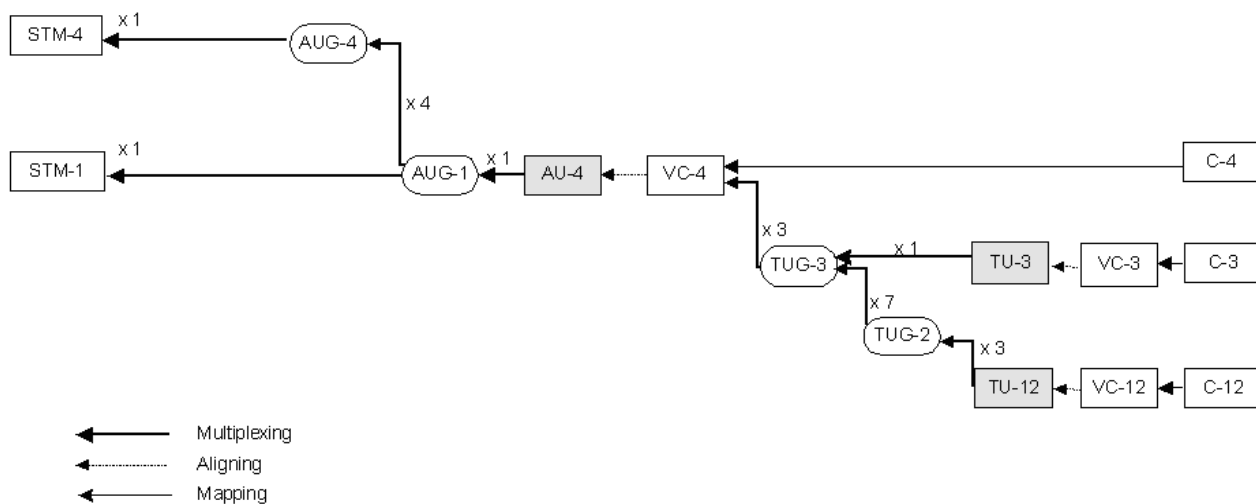 x 1
STM-4
AUG-4
x 4
x 1
STM-1
AUG-1
x 1
AU-4
VC-4
C-4
x 3
TUG-3
x 1
TU-3
VC-3
C-3
x 7
TUG-2
x 3
TU-12
VC-12
C-12
Multiplexing
Aligning
Mapping